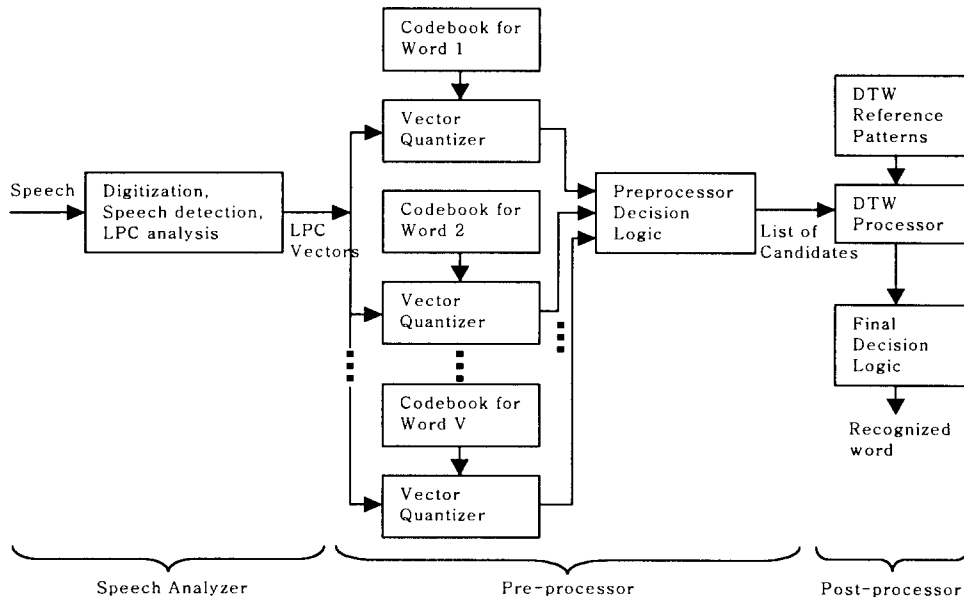 Codebook for
Word 1
Vector
Quantizer
DTW
Reference
Patterns
Speech
Digitization,
Speech detection,
LPC analysis
LPC
Vectors
Codebook for
Word 2
Vector
Quantizer
Preprocessor
Decision
Logic
List of
Candidates
DTW
Processor
Final
Decision
Logic
Codebook for
Word V
Vector
Quantizer
Recognized
word
Speech Analyzer
Pre-processor
Post-processor